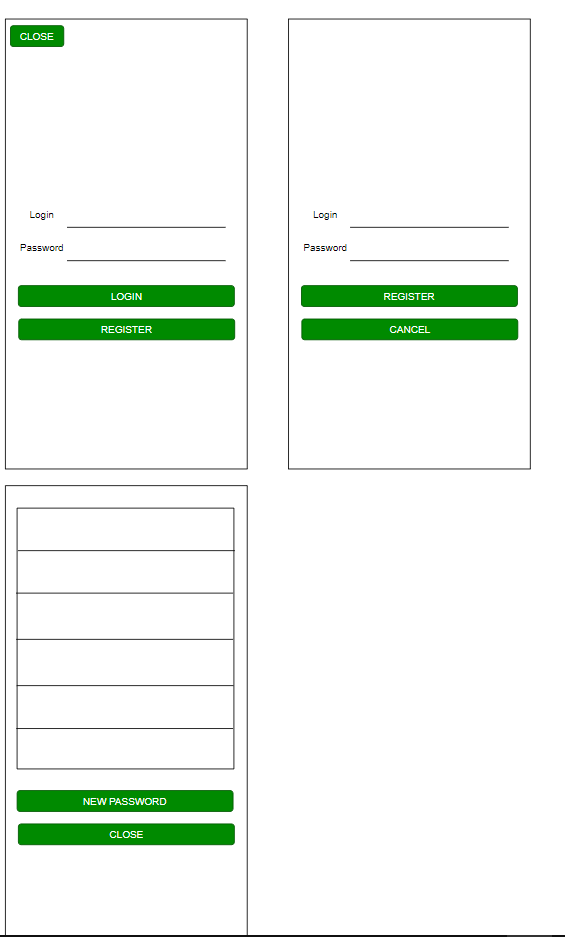 CLOSE
Login
Password
LOGIN
REGISTER
Login
Password
REGISTER
CANCEL
NEW PASSWORD
CLOSE